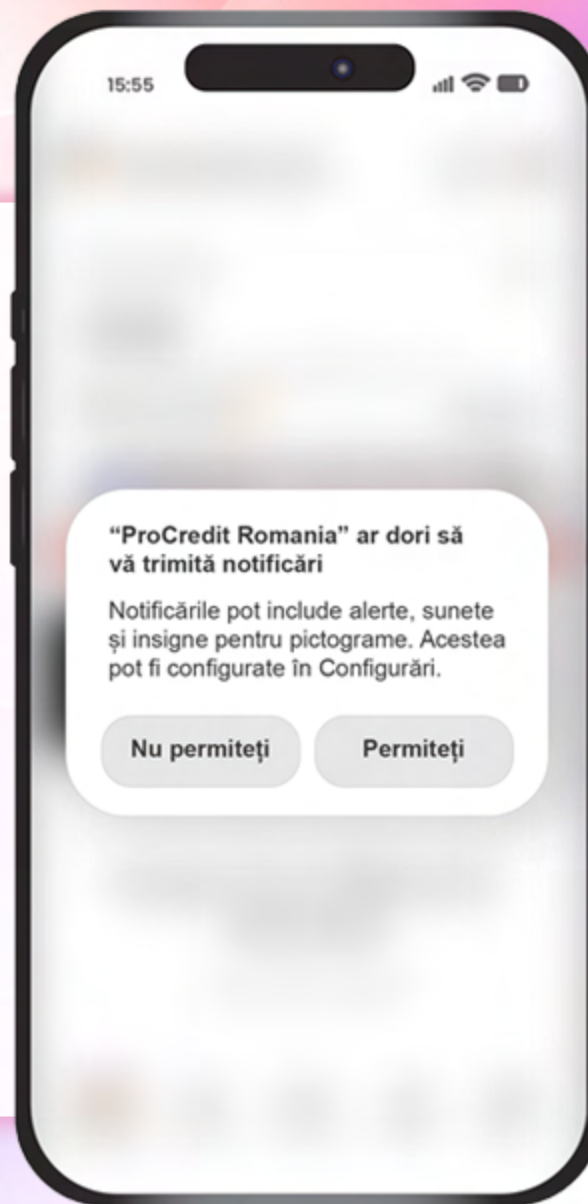 15:55
“ProCredit Romania” ar dori să
vă trimită notificări
Notificările pot include alerte, sunete
și insigne pentru pictograme. Acestea
pot fi configurate în Configurări.
Nu permiteți
Permiteți